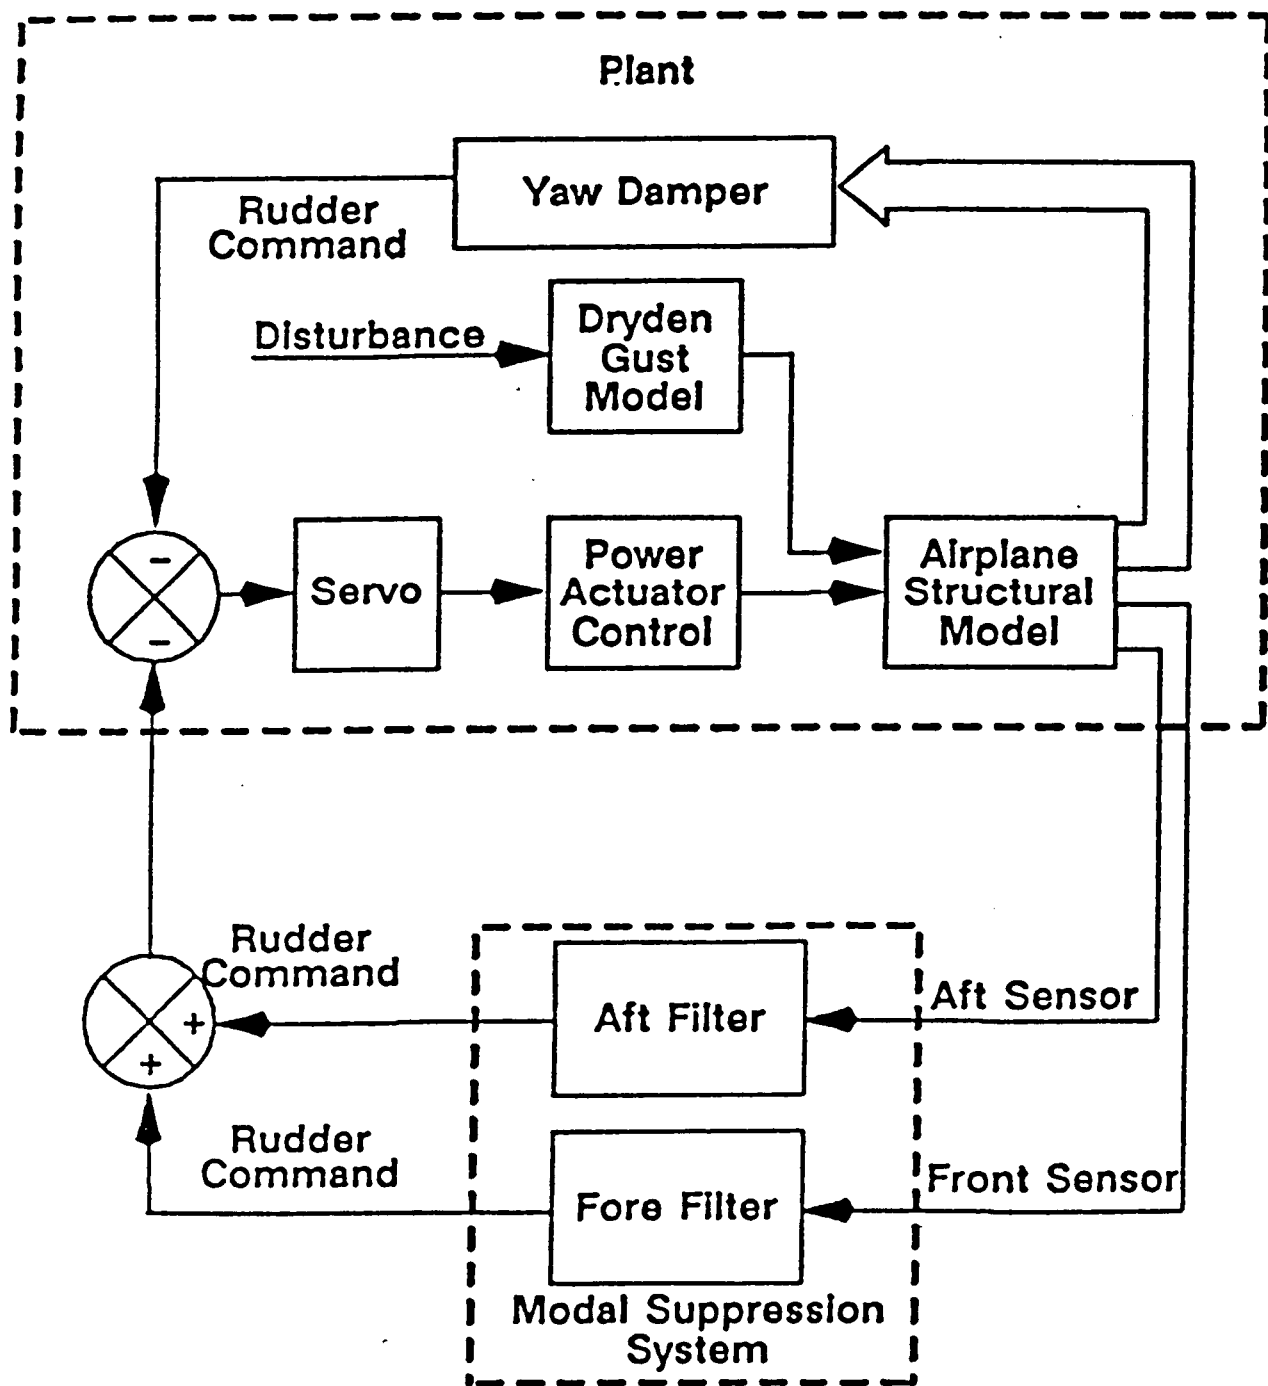 Plant
Yaw Damper
Rudder
Command
Disturbance
Dryden
Gust
Model
-
-
Servo
Power
Actuator
Control
Airplane
Structural
Model
Rudder
Command
+
+
Aft Filter
Aft Sensor
Rudder
Command
Fore Filter
Front Sensor
Modal Suppression
System